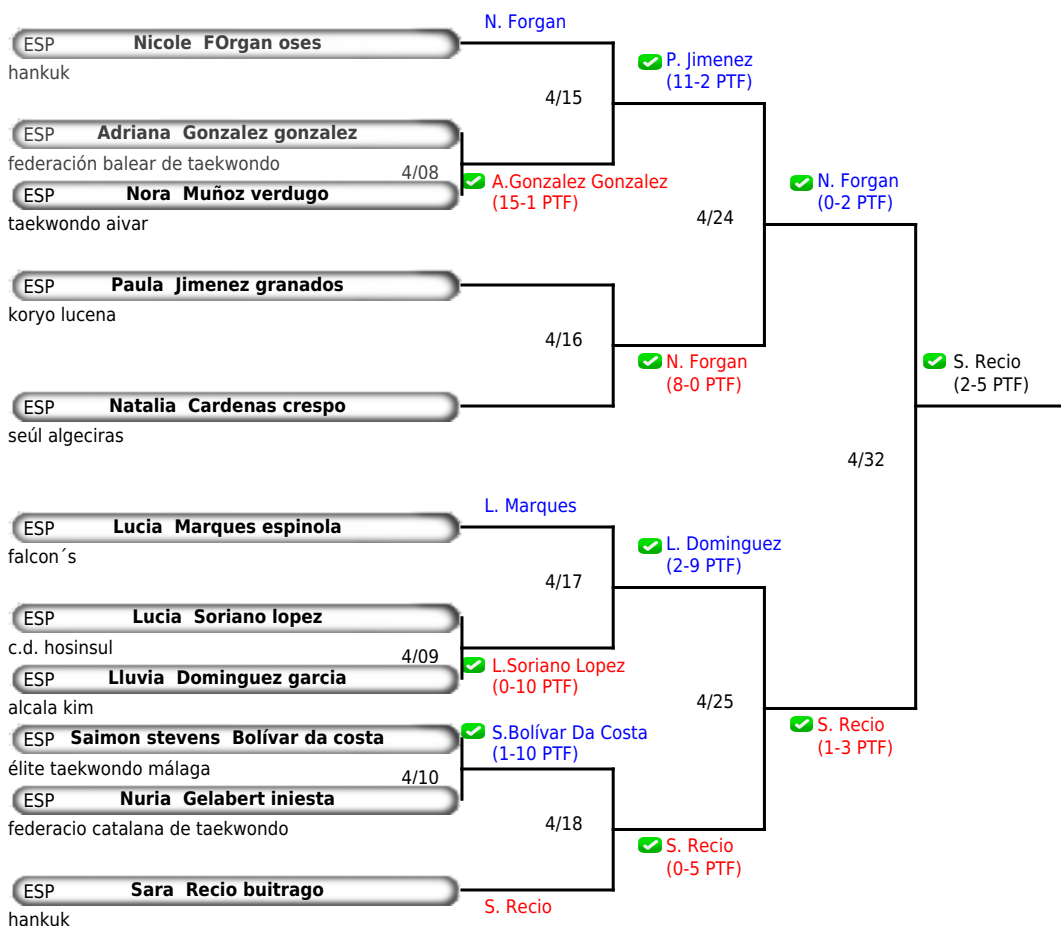 N. Forgan
ESP Nicole FOrgan oses
hankuk
P. Jimenez
(11-2 PTF)
4/15
ESP Adriana Gonzalez gonzalez
federación balear de taekwondo
4/08
A.Gonzalez Gonzalez
(15-1 PTF)
ESP Nora Muñoz verdugo
taekwondo aivar
N. Forgan
(0-2 PTF)
4/24
ESP Paula Jimenez granados
koryo lucena
4/16
N. Forgan
(8-0 PTF)
S. Recio
(2-5 PTF)
ESP Natalia Cardenas crespo
seúl algeciras
4/32
L. Marques
ESP Lucia Marques espinola
falcon´s
L. Dominguez
(2-9 PTF)
4/17
ESP Lucia Soriano lopez
c.d. hosinsul
4/09
L.Soriano Lopez
(0-10 PTF)
ESP Lluvia Dominguez garcia
alcala kim
4/25
S. Recio
(1-3 PTF)
ESP Saimon stevens Bolívar da costa
élite taekwondo málaga
S.Bolívar Da Costa
(1-10 PTF)
4/10
ESP Nuria Gelabert iniesta
federacio catalana de taekwondo
4/18
S. Recio
(0-5 PTF)
ESP Sara Recio buitrago
hankuk
S. Recio